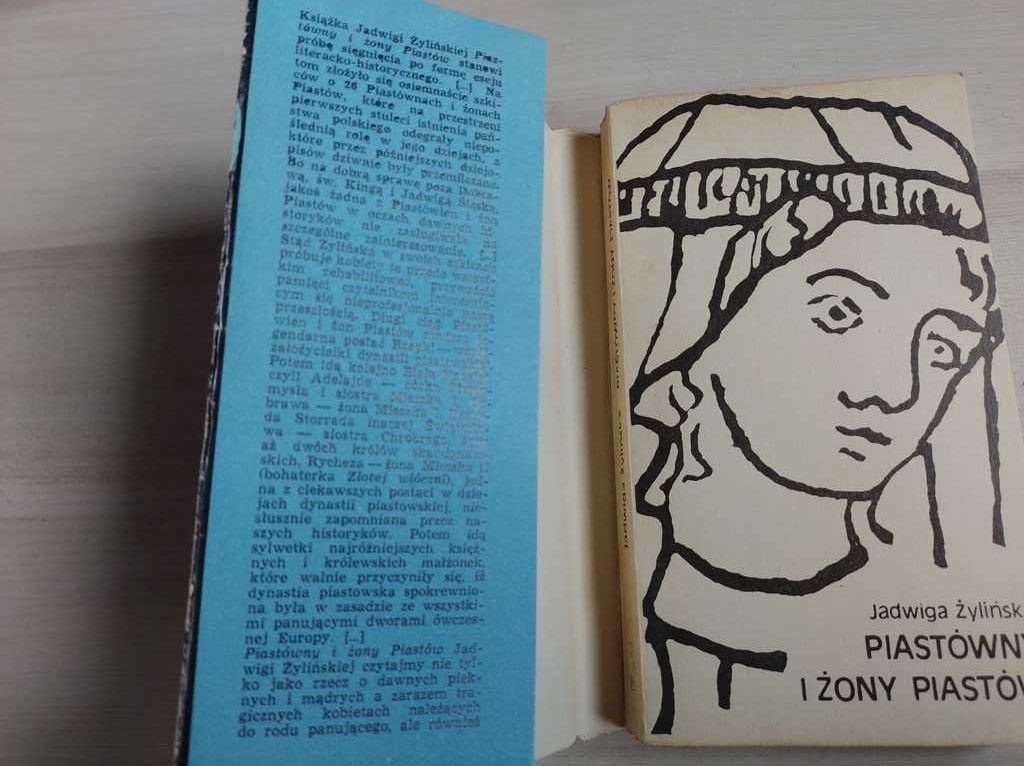 Książka Jadwigi Żylińskiej Pias-
tówny i żony Piastów stanowi
próbę sięgnięcia po formę eseju
literacko-historycznego. [...] Na
tom złożyło się osiemnaście szki-
ców o 26 Piastównach i żonach
Piastów, które na przestrzeni
pierwszych stuleci istnienia pań-
stwa polskiego odegrały niepo-
ślednią rolę w jego dziejach, a
które przez późniejszych dziejo-
pisów dziwnie były przemilczane.
Bo na dobrą sprawę poza Dobra-
wą, św. Kingą i Jadwigą Śląską,
jakoś żadna z Piastówien i żon
Piastów w oczach dawnych hi-
storyków nie zasługiwała na
szczególne zainteresowanie. [...]
Stąd Żylińska w swoich szkicach
próbuje kobiety te przede wszyst-
kim rehabilitować, przywrócić
pamięci czytelników interesują-
cym się nieprofesjonalnie naszą
przeszłością. Długi ciąg Piastó-
wien i żon Piastów otwiera le-
gendarna postać Rzepki —
założycielki dynastii piastowskiej.
Potem idą kolejno Biała
czyli Adelajda — córka
mysła i siostra Mieszka I,
brawa — żona Mieszka I,
da Storrada inaczej Świętosła-
wa — siostra Chrobrego,
aż dwóch królów skandynaw-
skich, Rycheza — żona Mieszka II
(bohaterka Złotej włóczni), jed-
na z ciekawszych postaci w dzie-
jach dynastii piastowskiej, nie-
słusznie zapomniana przez na-
szych historyków. Potem idą
sylwetki najróżniejszych księż-
nych i królewskich małżonek,
które walnie przyczyniły się, iż
dynastia piastowska spokrewnio-
na była w zasadzie ze wszystki-
mi panującymi dworami ówczes-
nej Europy. [...]
Piastówny i żony Piastów Jad-
wigi Żylińskiej czytajmy nie tyl-
ko jako rzecz o dawnych pięk-
nych i mądrych a zarazem tra-
gicznych kobietach należących
do rodu panującego, ale również
Jadwiga Żylińska PIASTÓWNY I ŻONY PIASTÓW
Jadwiga Żylińsk
PIASTÓWNY
I ŻONY PIASTÓW